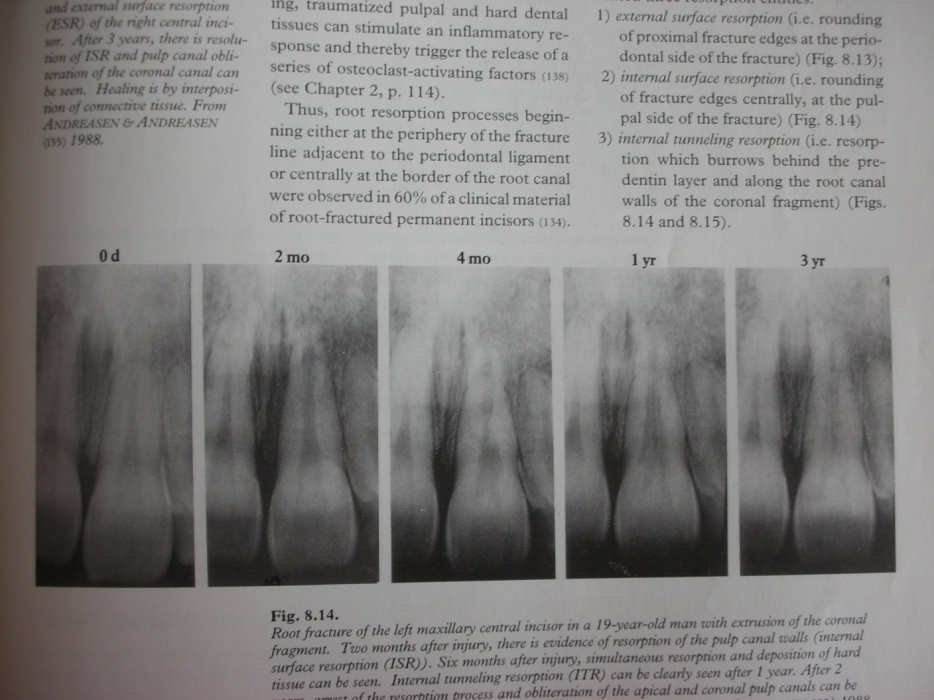 and external surface resorption
(ESR) of the right central inci-
sor. After 3 years, there is resolu-
tion of ISR and pulp canal obli-
teration of the coronal canal can
be seen. Healing is by interposi-
tion of connective tissue. From
ANDREASEN & ANDREASEN
(135) 1988.
ing, traumatized pulpal and hard dental
tissues can stimulate an inflammatory re-
sponse and thereby trigger the release of a
series of osteoclast-activating factors (138)
(see Chapter 2, p. 114).
Thus, root resorption processes begin-
ning either at the periphery of the fracture
line adjacent to the periodontal ligament
or centrally at the border of the root canal
were observed in 60% of a clinical material
of root-fractured permanent incisors (134).
resorption entities:
1) external surface resorption (i.e. rounding
of proximal fracture edges at the perio-
dontal side of the fracture) (Fig. 8.13);
2) internal surface resorption (i.e. rounding
of fracture edges centrally, at the pul-
pal side of the fracture) (Fig. 8.14)
3) internal tunneling resorption (i.e. resorp-
tion which burrows behind the pre-
dentin layer and along the root canal
walls of the coronal fragment) (Figs.
8.14 and 8.15).
0 d
2 mo
4 mo
1 yr
3 yr
Fig. 8.14.
Root fracture of the left maxillary central incisor in a 19-year-old man with extrusion of the coronal
fragment. Two months after injury, there is evidence of resorption of the pulp canal walls (internal
surface resorption (ISR)). Six months after injury, simultaneous resorption and deposition of hard
tissue can be seen. Internal tunneling resorption (ITR) can be clearly seen after 1 year. After 2
arrest of the resorption process and obliteration of the apical and coronal pulp canals can be